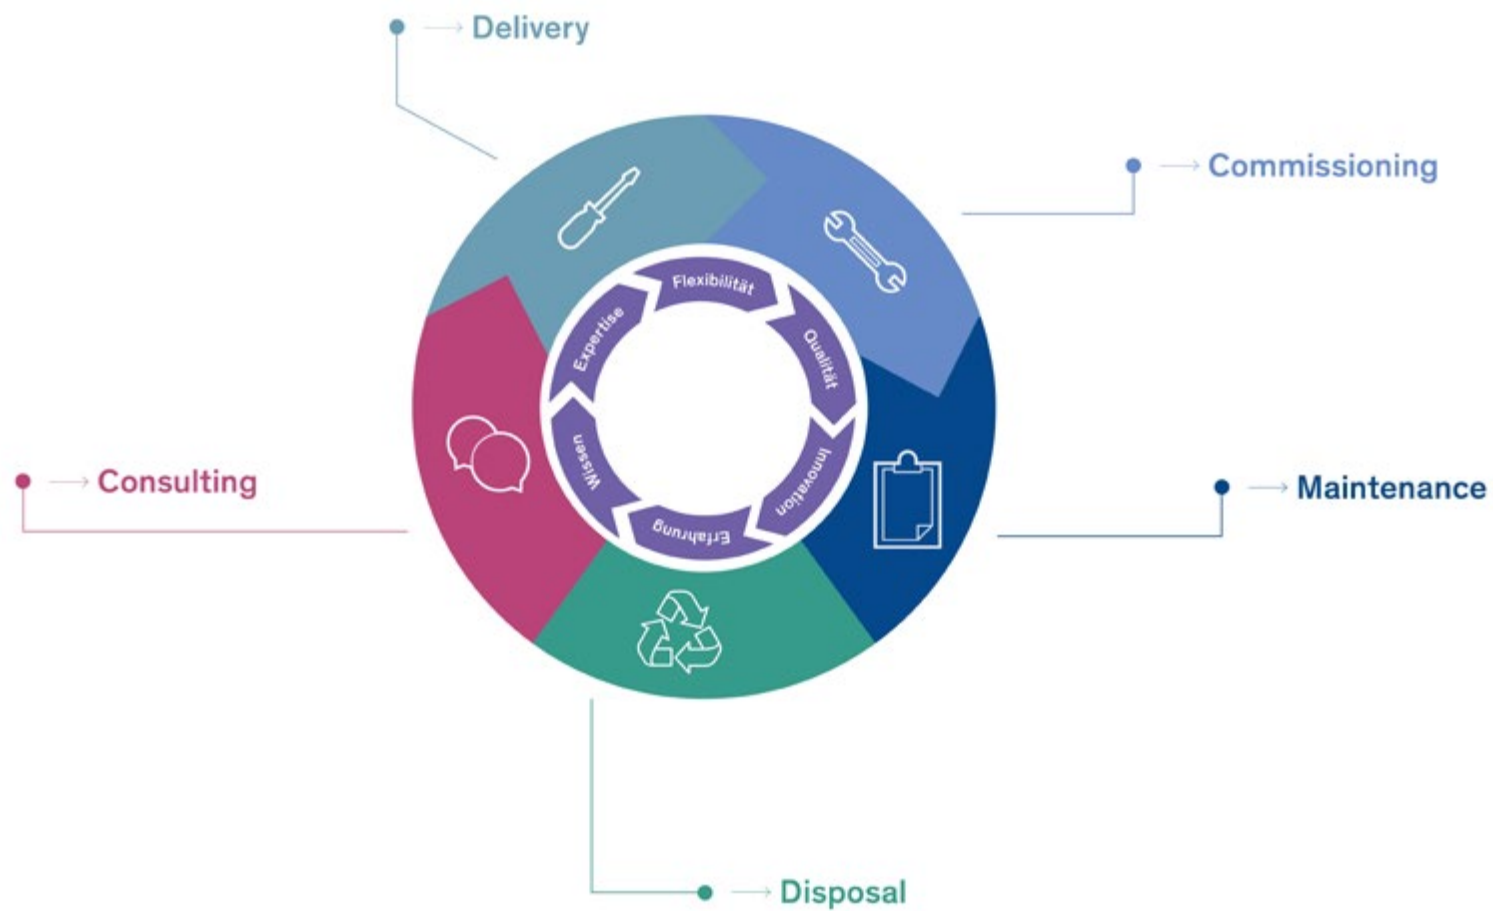 Delivery
Commissioning
Flexibilität
Qualität
Innovation
Erfahrung
Wissen
Expertise
Consulting
Maintenance
Disposal